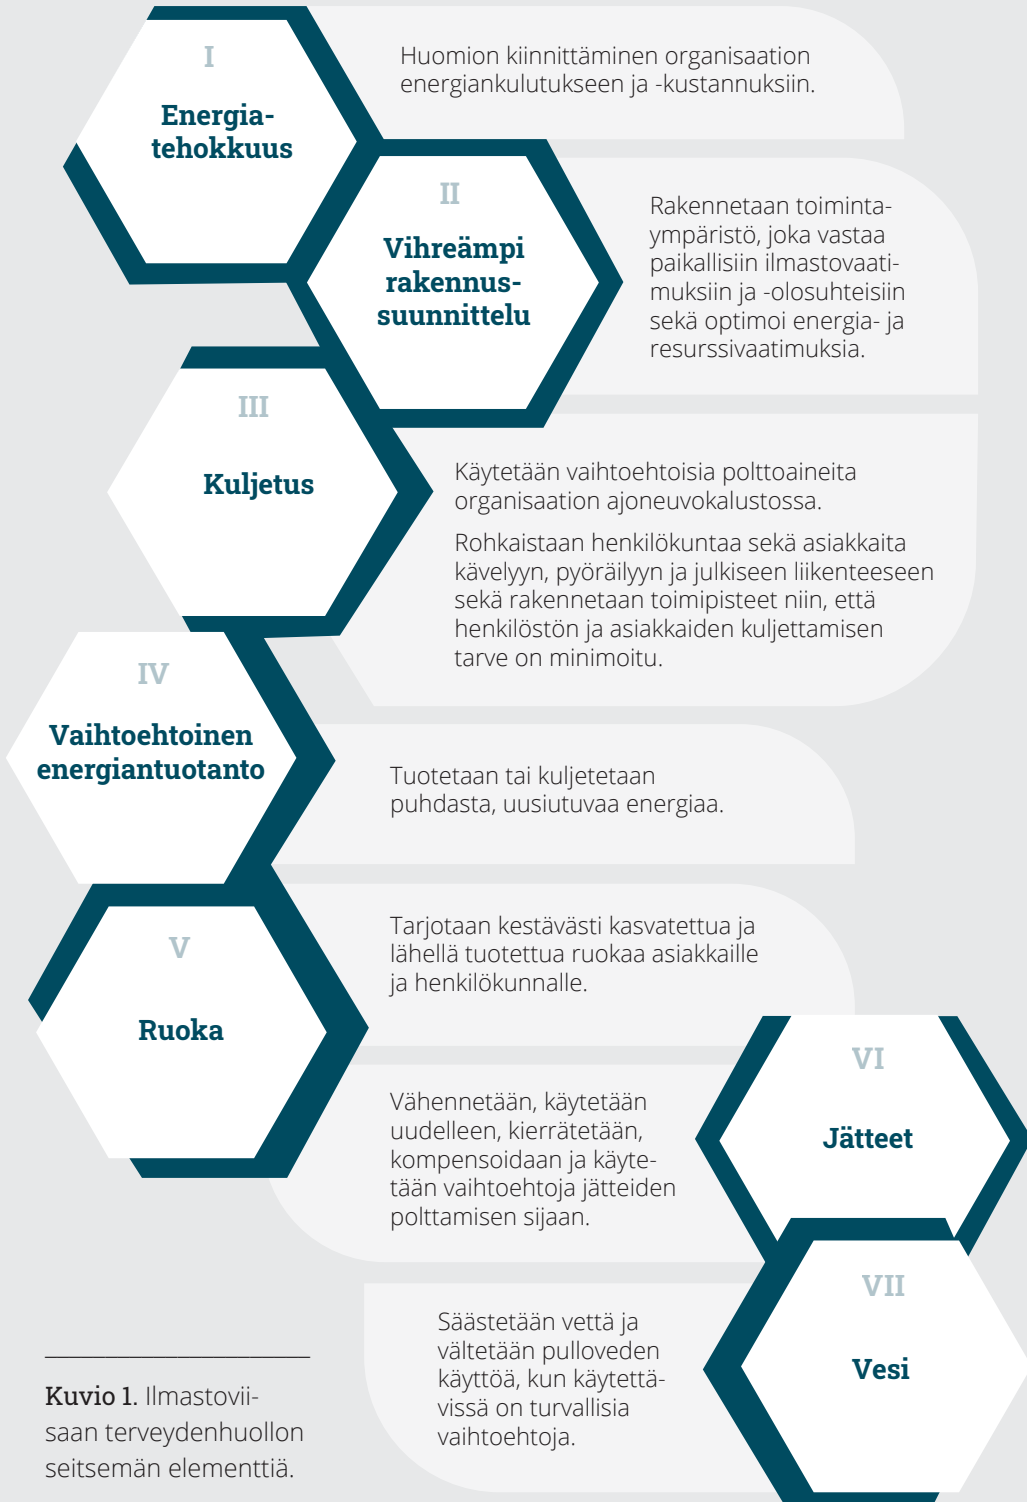 I
Energia-
tehokkuus
Huomion kiinnittäminen organisaation
energiankulutukseen ja -kustannuksiin.
II
Vihreämpi
rakennus-
suunnittelu
Rakennetaan toiminta-
ympäristö, joka vastaa
paikallisiin ilmastovaati-
muksiin ja -olosuhteisiin
sekä optimoi energia- ja
resurssivaatimuksia.
III
Kuljetus
Käytetään vaihtoehtoisia polttoaineita
organisaation ajoneuvokalustossa.
Rohkaistaan henkilökuntaa sekä asiakkaita
kävelyyn, pyöräilyyn ja julkiseen liikenteeseen
sekä rakennetaan toimipisteet niin, että
henkilöstön ja asiakkaiden kuljettamisen
tarve on minimoitu.
IV
Vaihtoehtoinen
energiantuotanto
Tuotetaan tai kuljetetaan
puhdasta, uusiutuvaa energiaa.
V
Ruoka
Tarjotaan kestävästi kasvatettua ja
lähellä tuotettua ruokaa asiakkaille
ja henkilökunnalle.
VI
Jätteet
Vähennetään, käytetään
uudelleen, kierrätetään,
kompensoidaan ja käyte-
tään vaihtoehtoja jätteiden
polttamisen sijaan.
VII
Vesi
Säästetään vettä ja
vältetään pulloveden
käyttöä, kun käytettä-
vissä on turvallisia
vaihtoehtoja.
Kuvio 1. Ilmastovii-
saan terveydenhuollon
seitsemän elementtiä.